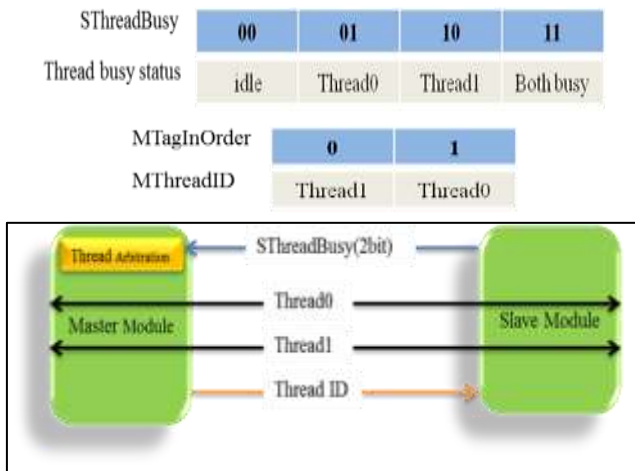 SThreadBusy 00 01 10 11
Thread busy status idle Thread0 Thread1 Both busy
MTagInOrder 0 1
MThreadID Thread1 Thread0
Thread Arbitration
SThreadBusy(2bit)
Thread0
Master Module
Slave Module
Thread1
Thread ID